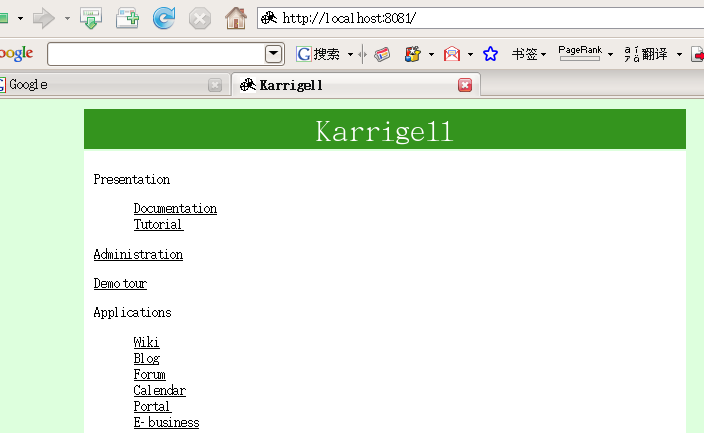 http://localhost:8081/
oogle
搜索
书签
PageRank
翻译
Google
Karrigell
Karrigell
Presentation
Documentation
Tutorial
Administration
Demo tour
Applications
Wiki
Blog
Forum
Calendar
Portal
E-business